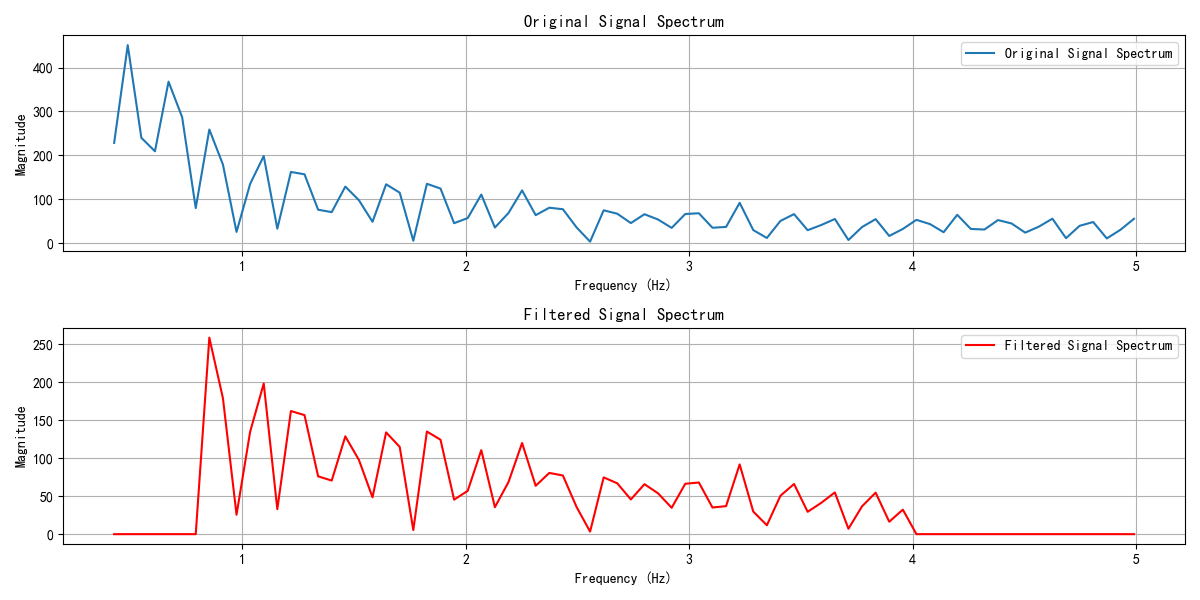 Original Signal Spectrum
Original Signal Spectrum
Magnitude
400
300
200
100
0
1 2 3 4 5
Frequency (Hz)
Filtered Signal Spectrum
Filtered Signal Spectrum
Magnitude
250
200
150
100
50
0
1 2 3 4 5
Frequency (Hz)